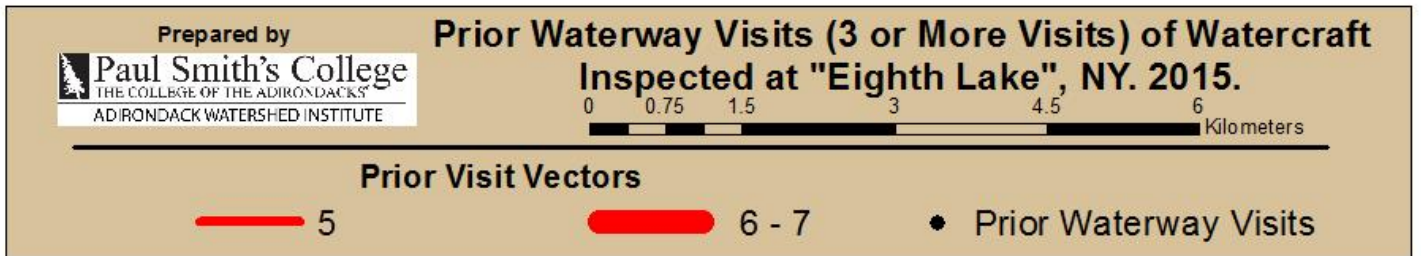 Prepared by
Paul Smith's College
THE COLLEGE OF THE ADIRONDACKS
ADIRONDACK WATERSHED INSTITUTE
Prior Waterway Visits (3 or More Visits) of Watercraft
Inspected at "Eighth Lake", NY. 2015.
0 0.75 1.5 3 4.5 6
Kilometers
Prior Visit Vectors
5 6 - 7 Prior Waterway Visits